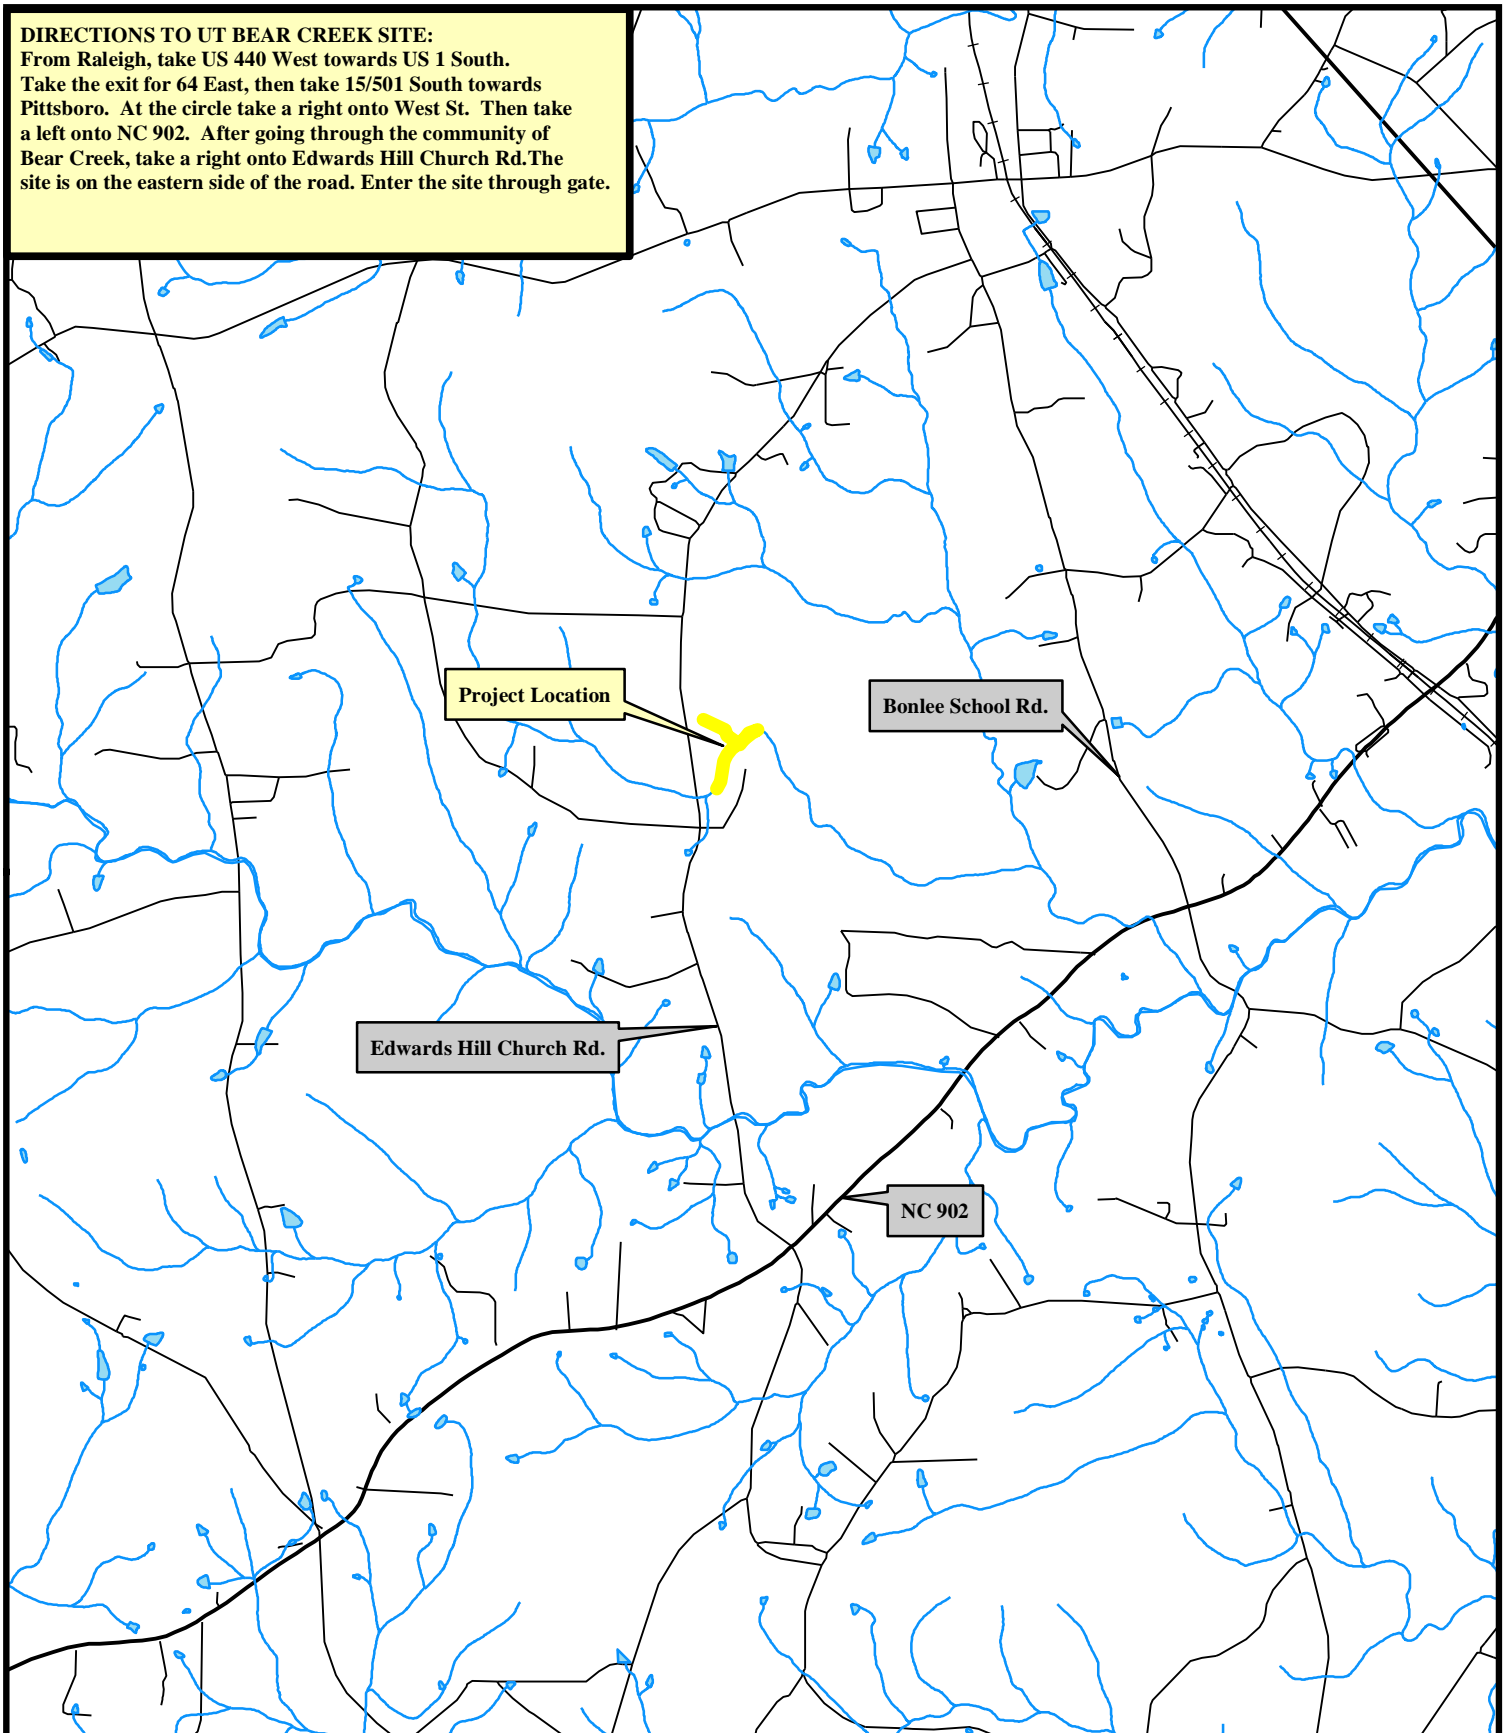 DIRECTIONS TO UT BEAR CREEK SITE:
From Raleigh, take US 440 West towards US 1 South.
Take the exit for 64 East, then take 15/501 South towards
Pittsboro. At the circle take a right onto West St. Then take
a left onto NC 902. After going through the community of
Bear Creek, take a right onto Edwards Hill Church Rd.The
site is on the eastern side of the road. Enter the site through gate.
Project Location
Bonlee School Rd.
Edwards Hill Church Rd.
NC 902